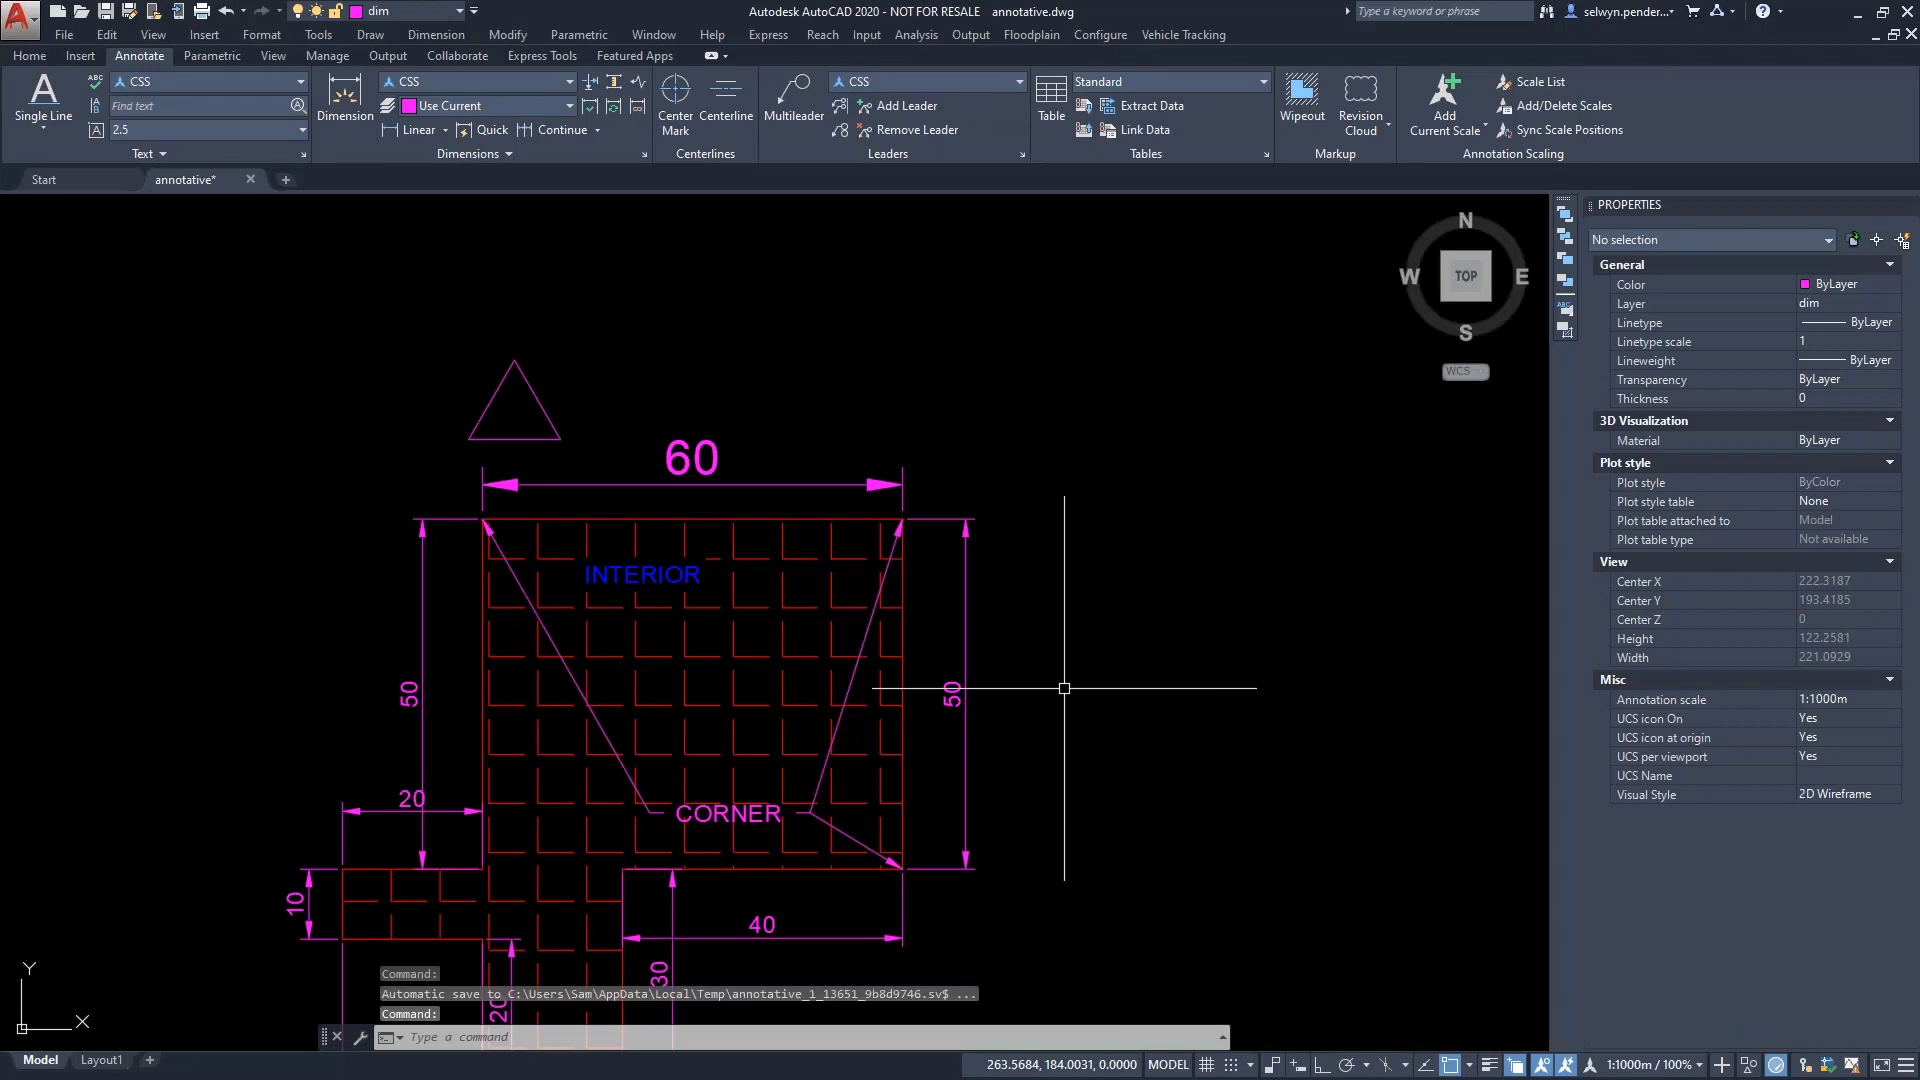 dim
Autodesk AutoCAD 2020 - NOT FOR RESALE annotative.dwg
Type a keyword or phrase
selwyn.pender...
File Edit View Insert Format Tools Draw Dimension Modify Parametric Window Help Express Reach Input Analysis Output Floodplain Configure Vehicle Tracking
Home Insert Annotate Parametric View Manage Output Collaborate Express Tools Featured Apps
ABC CSS CSS CSS Standard Scale List
Find text Use Current Add Leader Extract Data Add/Delete Scales
Single Line Dimension Center Mark Centerline Multileader Table Wipeout Revision Cloud Add Current Scale
2.5 Linear Quick Continue Remove Leader Link Data Sync Scale Positions
Text Dimensions Centerlines Leaders Tables Markup Annotation Scaling
Start annotative*
N
W TOP E
S
WCS
60
INTERIOR
50
50
20
CORNER
10
40
30
20
Y
X
Command:
Automatic save to C:\Users\Sam\AppData\Local\Temp\annotative_1_13651_9b8d9746.sv$ ...
Command:
Type a command
PROPERTIES
No selection
General
Color ByLayer
Layer dim
Linetype ByLayer
Linetype scale 1
Lineweight ByLayer
Transparency ByLayer
Thickness 0
3D Visualization
Material ByLayer
Plot style
Plot style ByColor
Plot style table None
Plot table attached to Model
Plot table type Not available
View
Center X 222.3187
Center Y 193.4185
Center Z 0
Height 122.2581
Width 221.0929
Misc
Annotation scale 1:1000m
UCS icon On Yes
UCS icon at origin Yes
UCS per viewport Yes
UCS Name
Visual Style 2D Wireframe
Model Layout1
263.5684, 184.0031, 0.0000 MODEL 1:1000m / 100%